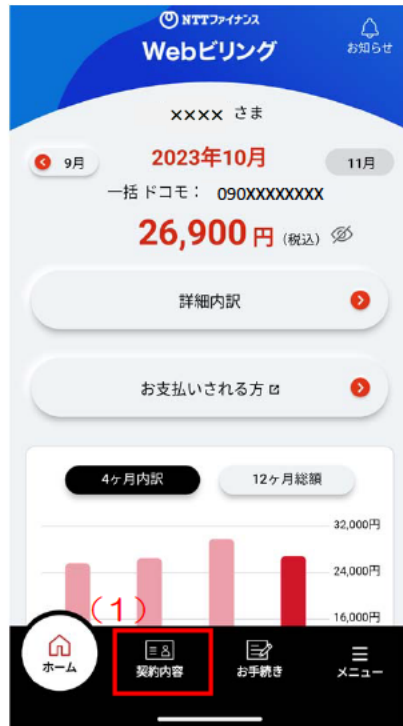 NTTファイナンス
Webビリング
お知らせ
xxxx さま
9月
2023年10月
11月
一括 ドコモ： 090XXXXXXXX
26,900 円 (税込)
詳細内訳
お支払いされる方
4ヶ月内訳
12ヶ月総額
32,000円
24,000円
16,000円
(1)
ホーム
契約内容
お手続き
メニュー